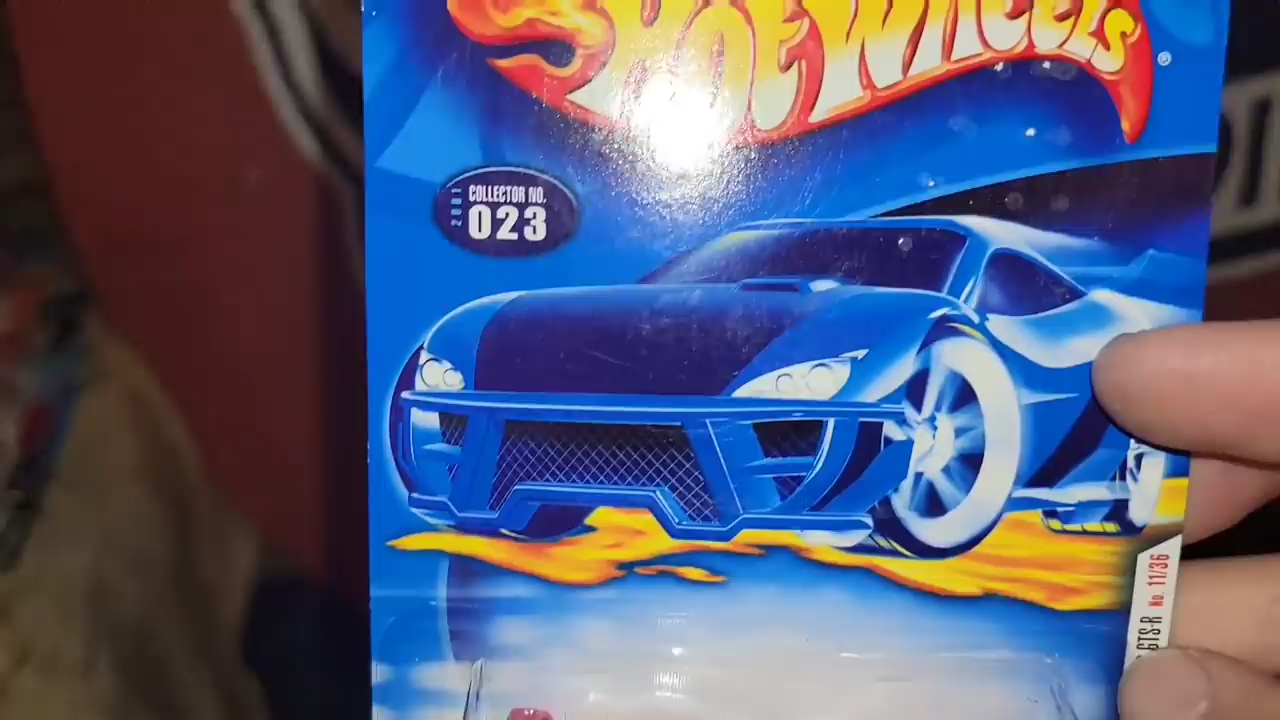 HOT WHEELS
®
2001
COLLECTOR NO.
023
GTS-R No. 11/36